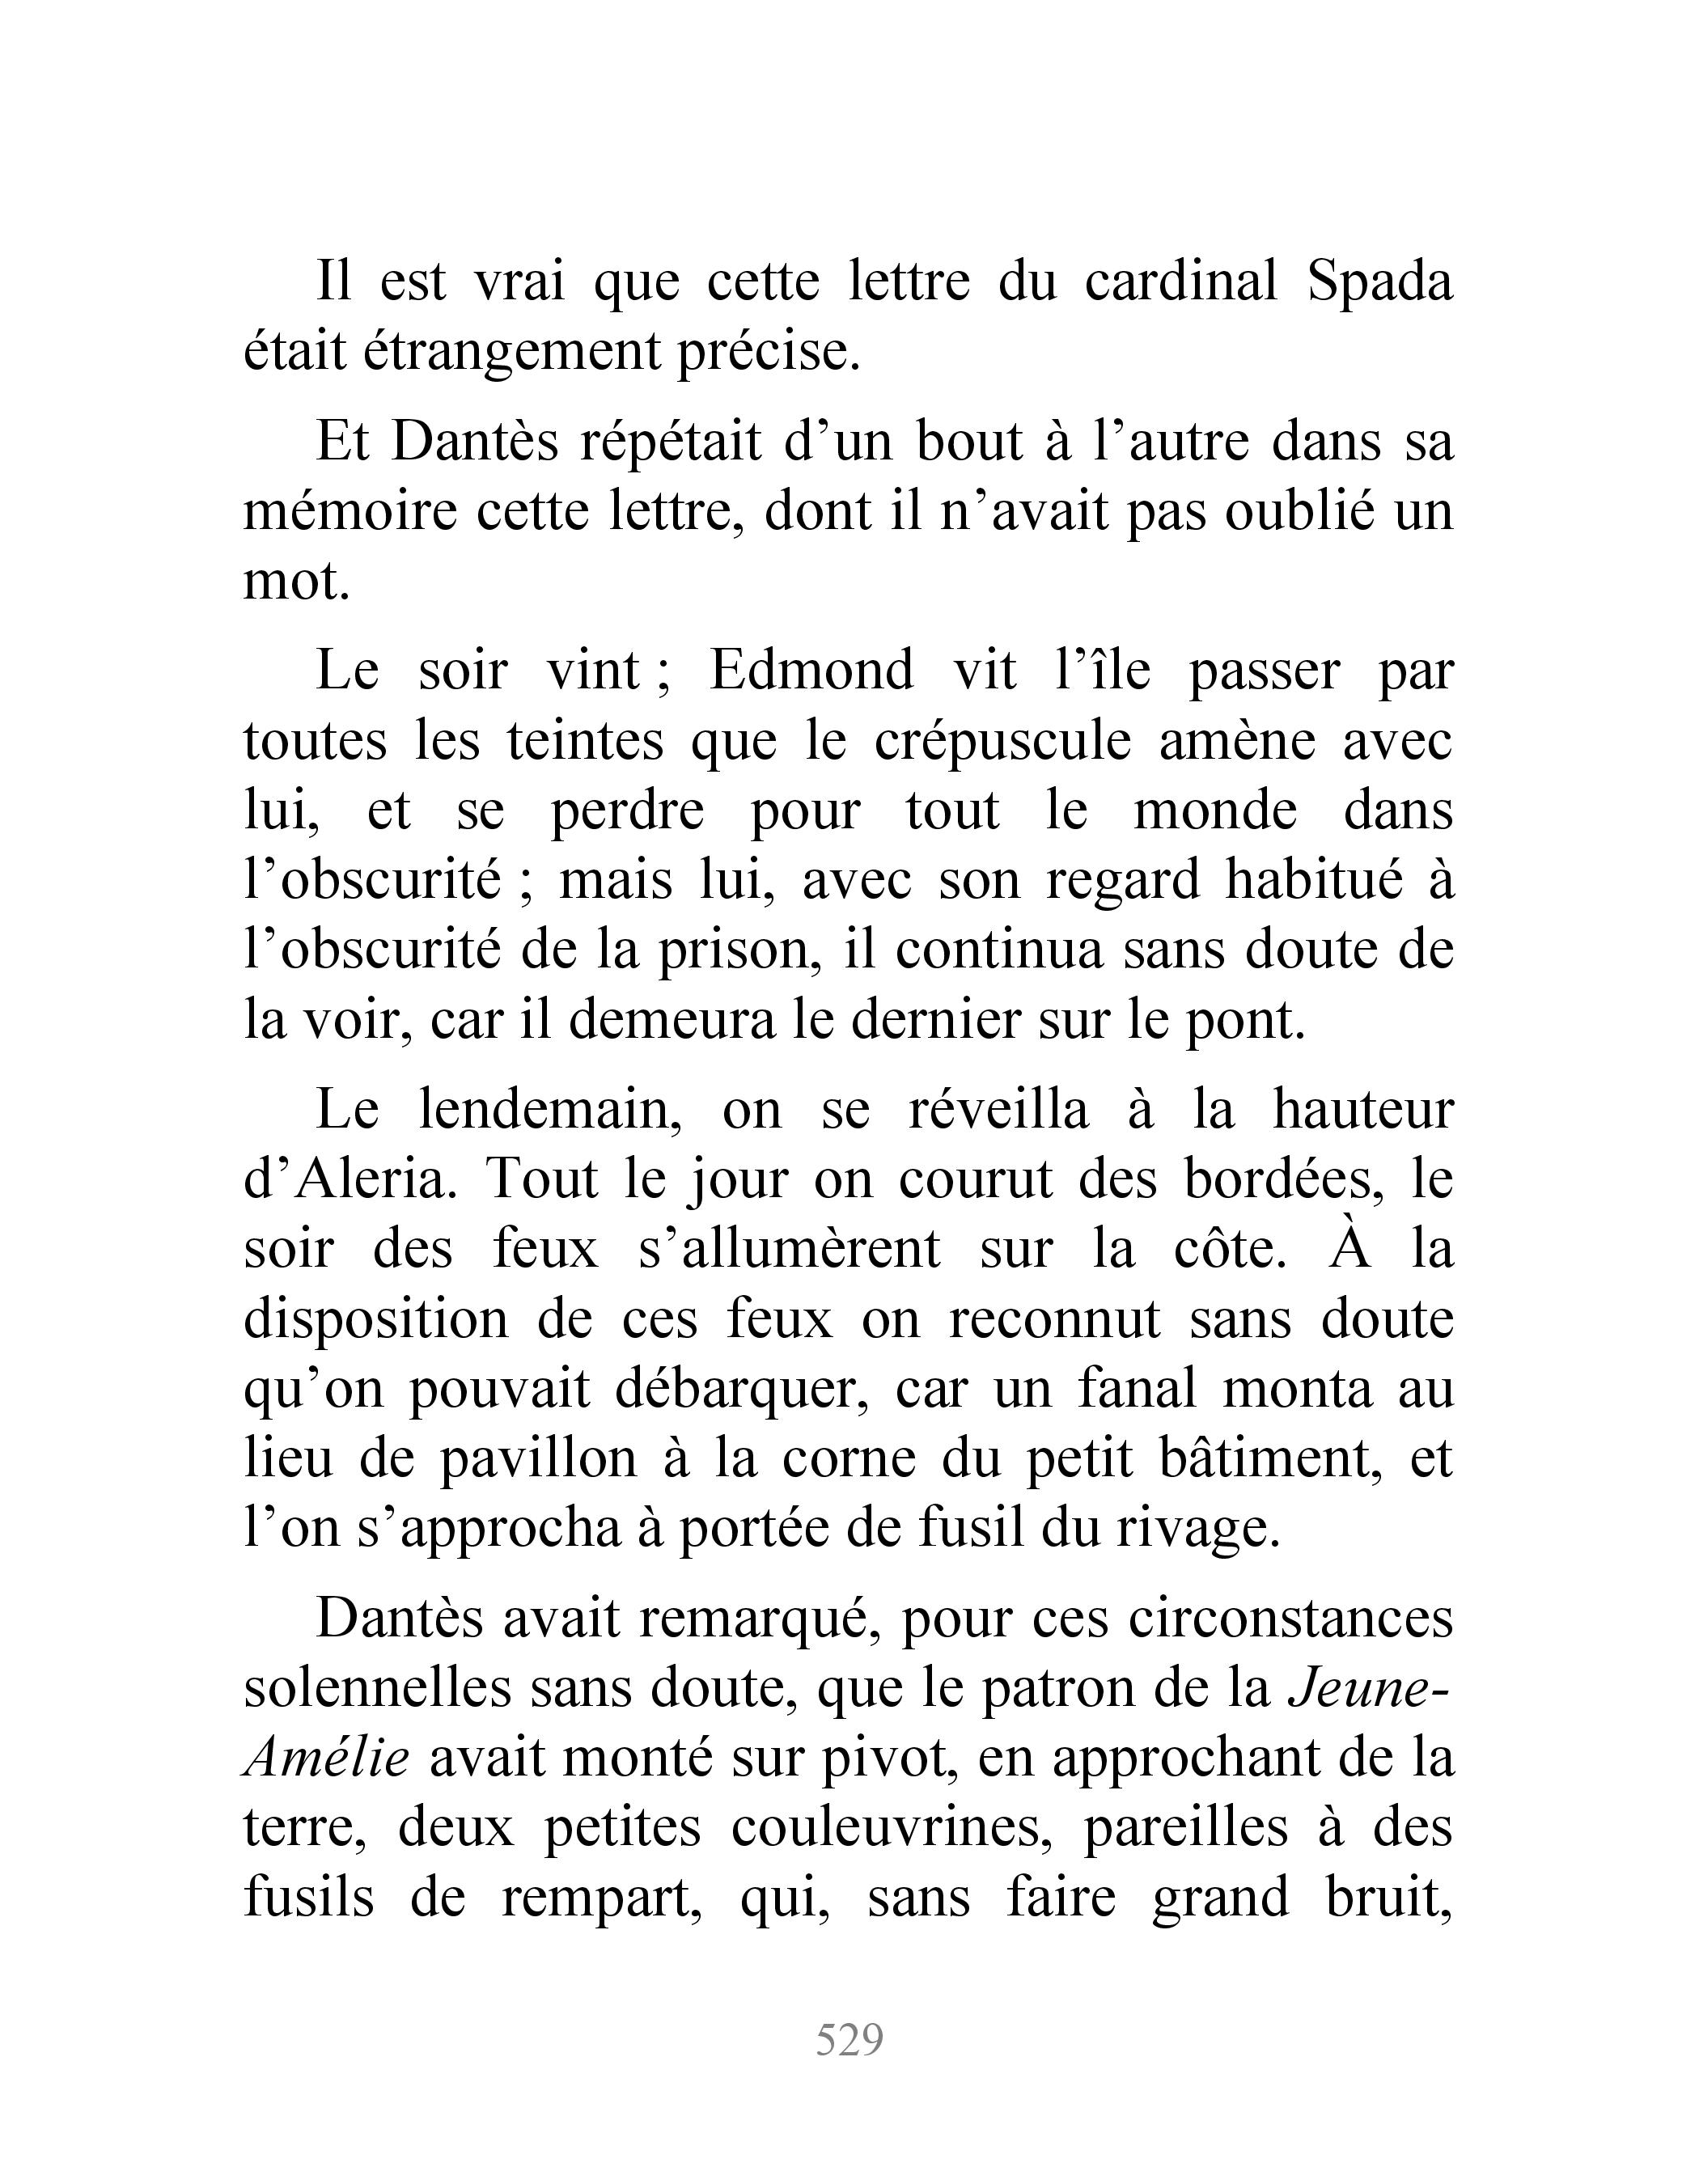 Il est vrai que cette lettre du cardinal Spada
était étrangement précise.
Et Dantès répétait d’un bout à l’autre dans sa
mémoire cette lettre, dont il n’avait pas oublié un
mot.
Le soir vint ; Edmond vit l’île passer par
toutes les teintes que le crépuscule amène avec
lui, et se perdre pour tout le monde dans
l’obscurité ; mais lui, avec son regard habitué à
l’obscurité de la prison, il continua sans doute de
la voir, car il demeura le dernier sur le pont.
Le lendemain, on se réveilla à la hauteur
d’Aleria. Tout le jour on courut des bordées, le
soir des feux s’allumèrent sur la côte. À la
disposition de ces feux on reconnut sans doute
qu’on pouvait débarquer, car un fanal monta au
lieu de pavillon à la corne du petit bâtiment, et
l’on s’approcha à portée de fusil du rivage.
Dantès avait remarqué, pour ces circonstances
solennelles sans doute, que le patron de la Jeune-
Amélie avait monté sur pivot, en approchant de la
terre, deux petites couleuvrines, pareilles à des
fusils de rempart, qui, sans faire grand bruit,
529